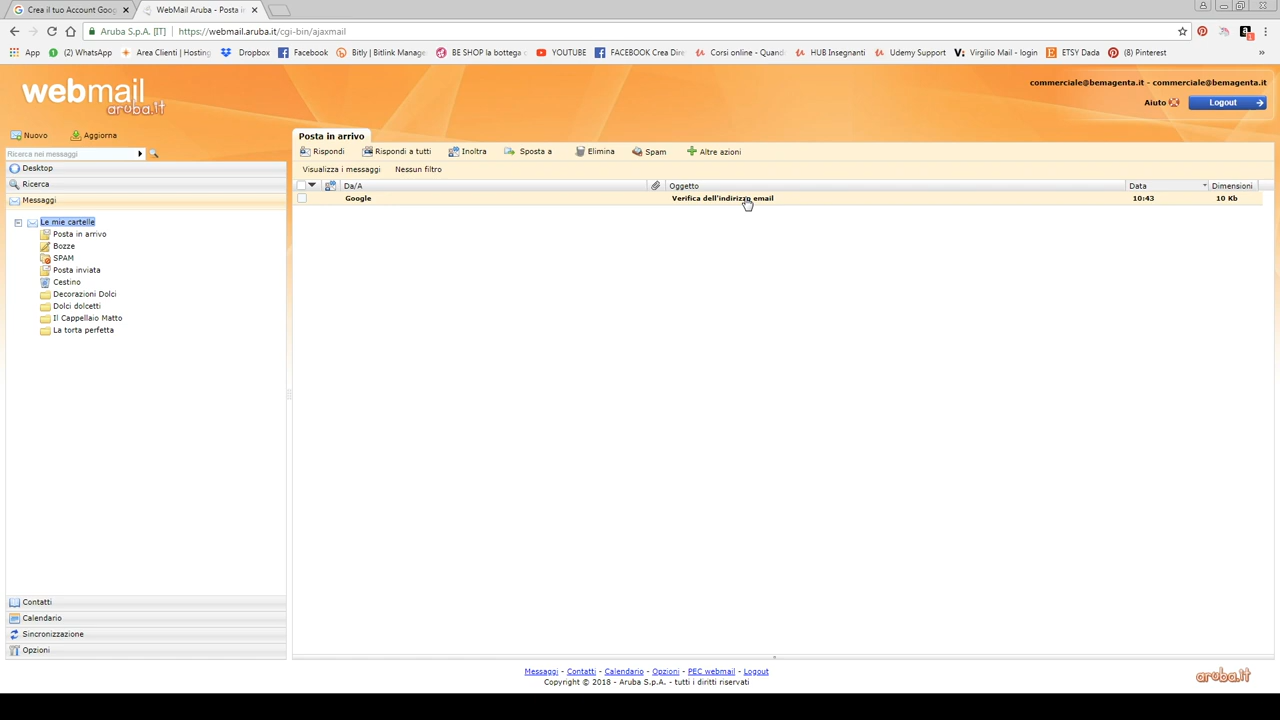 Crea il tuo Account Goog
WebMail Aruba - Posta in
Aruba S.p.A. [IT] https://webmail.aruba.it/cgi-bin/ajaxmail
App (2) WhatsApp Area Clienti | Hosting Dropbox Facebook Bitly | Bitlink Manage BE SHOP la bottega YOUTUBE FACEBOOK Crea Dire Corsi online - Quand HUB Insegnanti Udemy Support Virgilio Mail - login ETSY Dada (8) Pinterest »
webmail
aruba.it
commerciale@bemagenta.it - commerciale@bemagenta.it
Aiuto Logout
Nuovo Aggiorna
Ricerca nei messaggi
Desktop
Ricerca
Messaggi
Le mie cartelle
Posta in arrivo
Bozze
SPAM
Posta inviata
Cestino
Decorazioni Dolci
Dolci dolcetti
Il Cappellaio Matto
La torta perfetta
Contatti
Calendario
Sincronizzazione
Opzioni
Posta in arrivo
Rispondi Rispondi a tutti Inoltra Sposta a Elimina Spam Altre azioni
Visualizza i messaggi Nessun filtro
Da/A Oggetto Data Dimensioni
Google Verifica dell'indirizzo email 10:43 10 Kb
Messaggi - Contatti - Calendario - Opzioni - PEC webmail - Logout
Copyright © 2018 - Aruba S.p.A. - tutti i diritti riservati
aruba.it